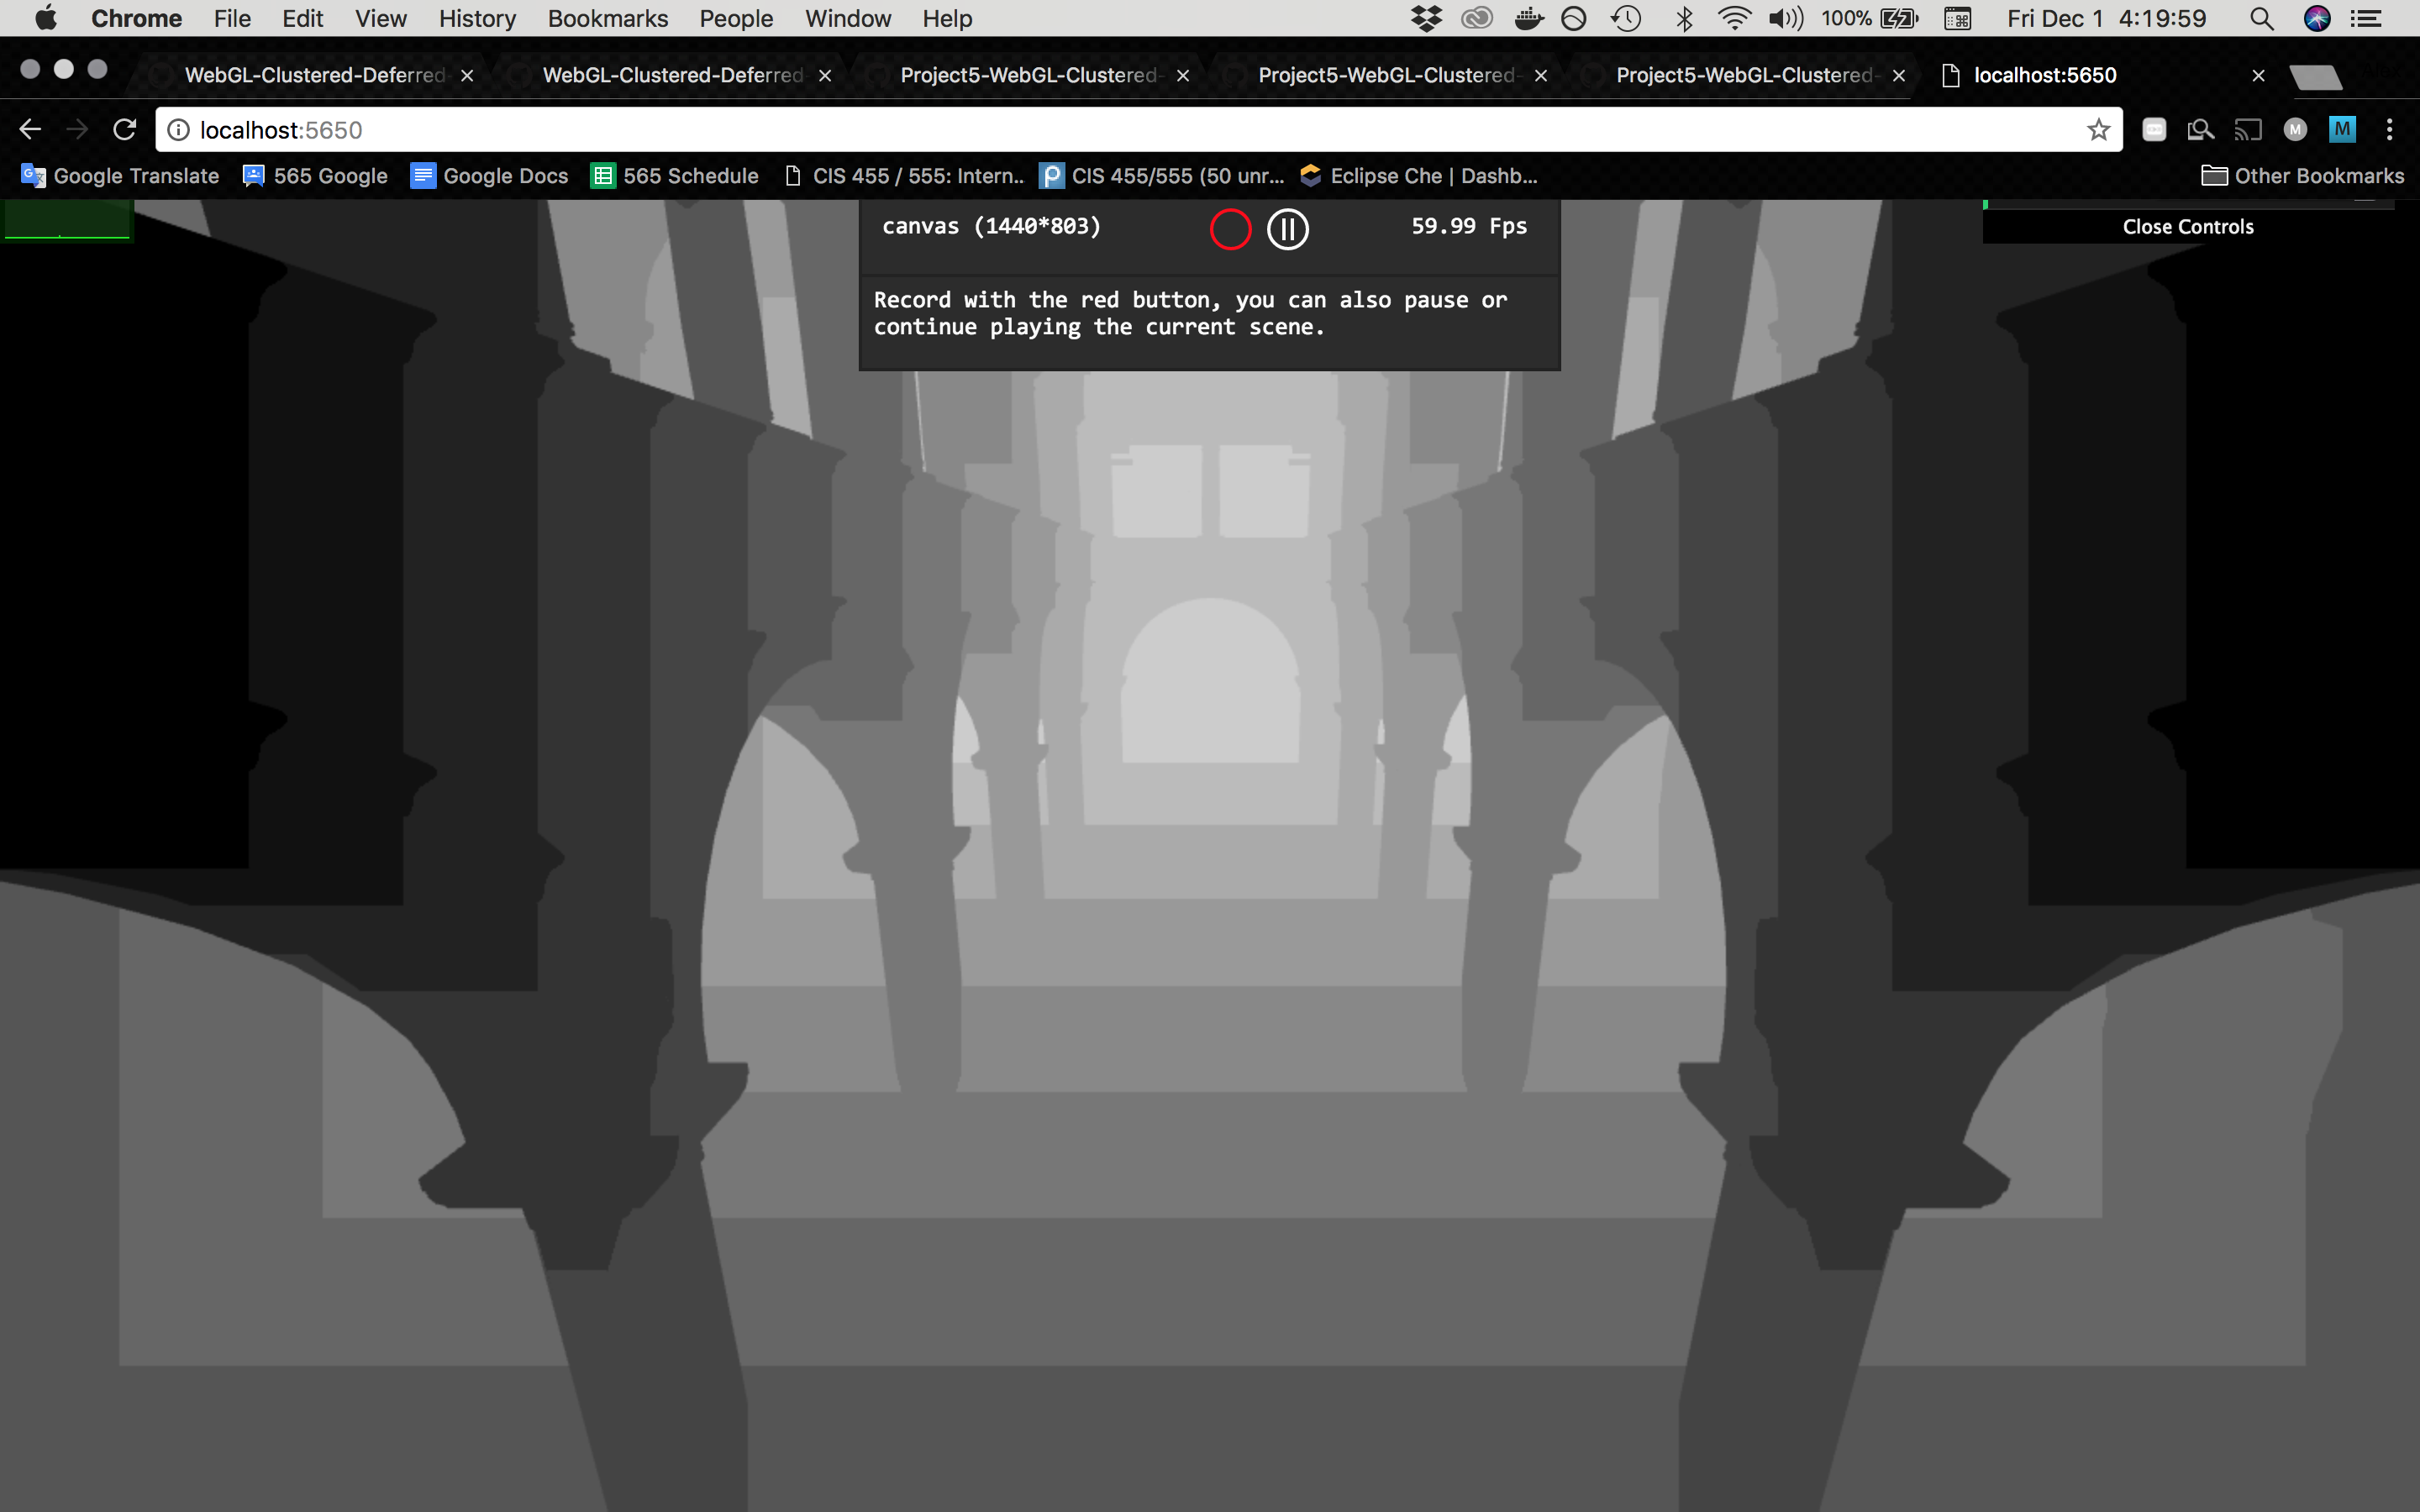 Chrome File Edit View History Bookmarks People Window Help 100% Fri Dec 1 4:19:59
WebGL-Clustered-Deferred- WebGL-Clustered-Deferred Project5-WebGL-Clustered- Project5-WebGL-Clustered- Project5-WebGL-Clustered- localhost:5650
localhost:5650 M M
Google Translate 565 Google Google Docs 565 Schedule CIS 455 / 555: Intern... CIS 455/555 (50 unr... Eclipse Che | Dashb... Other Bookmarks
canvas (1440*803) 59.99 Fps Close Controls
Record with the red button, you can also pause or
continue playing the current scene.